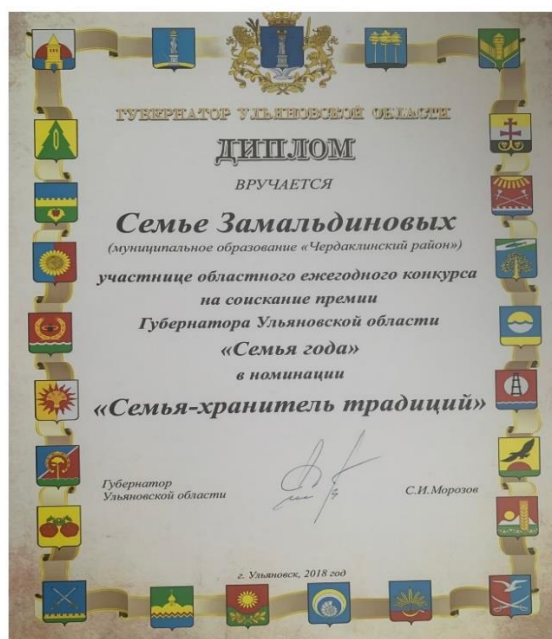 ГУБЕРНАТОР УЛЬЯНОВСКОЙ ОБЛАСТИ
ДИПЛОМ
ВРУЧАЕТСЯ
Семье Замальдиновых
(муниципальное образование «Чердаклинский район»)
участнице областного ежегодного конкурса
на соискание премии
Губернатора Ульяновской области
«Семья года»
в номинации
«Семья-хранитель традиций»
Губернатор
Ульяновской области
С.И.Морозов
г. Ульяновск, 2018 год